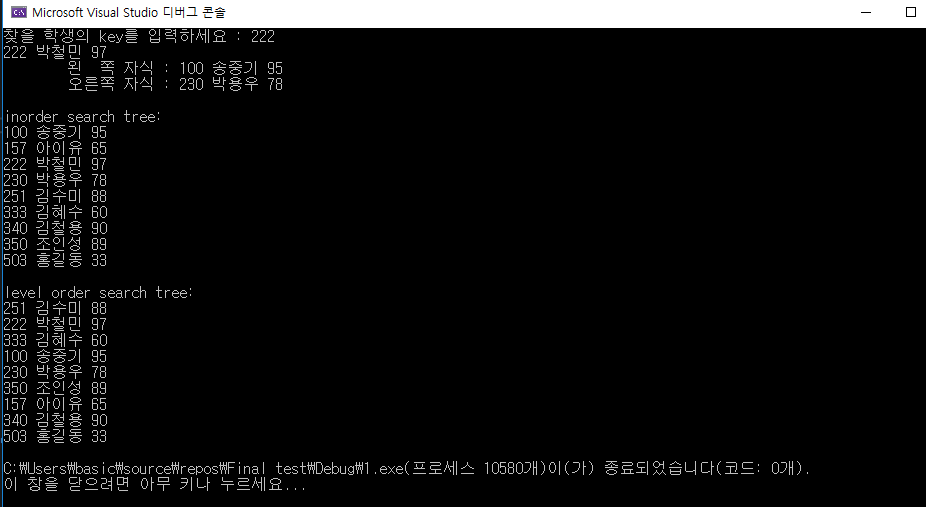 Microsoft Visual Studio 디버그 콘솔
찾을 학생의 key를 입력하세요 : 222
222 박철민 97
왼  쪽 자식 : 100 송중기 95
오른쪽 자식 : 230 박용우 78
inorder search tree:
100 송중기 95
157 아이유 65
222 박철민 97
230 박용우 78
251 김수미 88
333 김혜수 60
340 김철용 90
350 조인성 89
503 홍길동 33
level order search tree:
251 김수미 88
222 박철민 97
333 김혜수 60
100 송중기 95
230 박용우 78
350 조인성 89
157 아이유 65
340 김철용 90
503 홍길동 33
C:₩Users₩basic₩source₩repos₩Final test₩Debug₩1.exe(프로세스 10580개)이(가) 종료되었습니다(코드: 0개).
이 창을 닫으려면 아무 키나 누르세요...